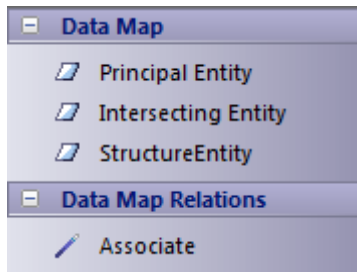 Data Map
Principal Entity
Intersecting Entity
StructureEntity
Data Map Relations
Associate